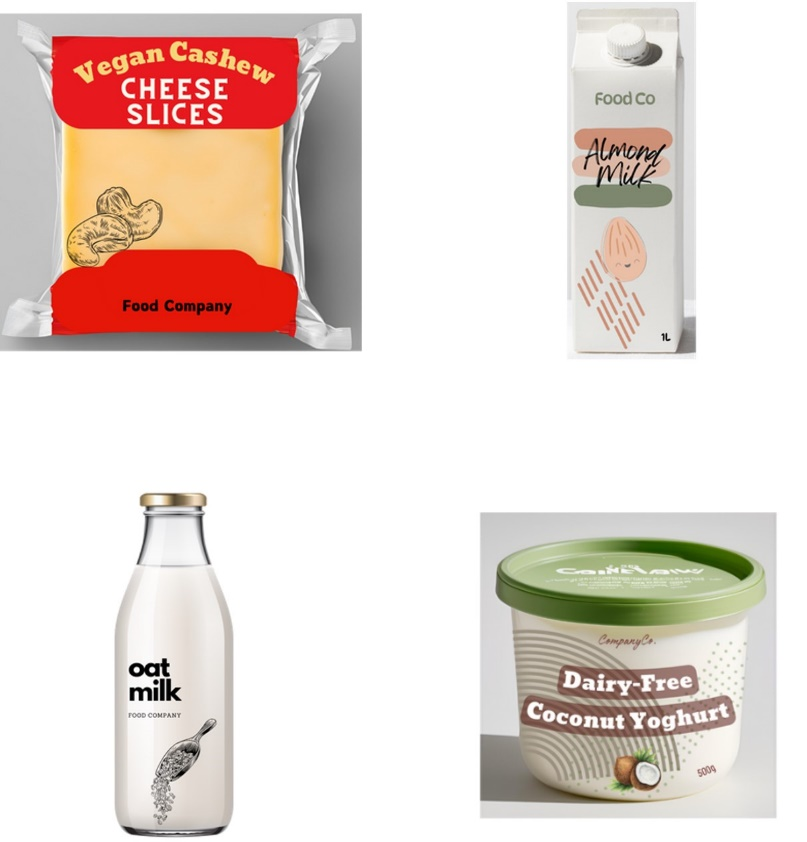 Vegan Cashew
CHEESE
SLICES
Food Company
Food Co
Almond
Milk
1L
oat
milk
FOOD COMPANY
CompanyCo.
Dairy-Free
Coconut Yoghurt
500g